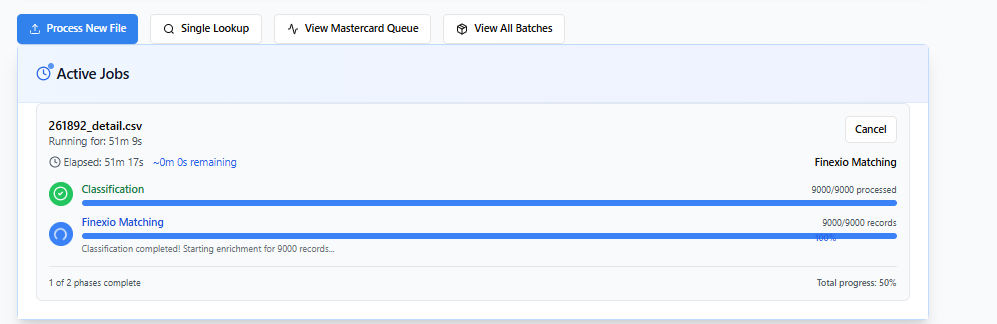 Process New File Single Lookup View Mastercard Queue View All Batches
Active Jobs
261892_detail.csv
Cancel
Running for: 51m 9s
Elapsed: 51m 17s ~0m 0s remaining
Finexio Matching
Classification 9000/9000 processed
Finexio Matching 9000/9000 records
100%
Classification completed! Starting enrichment for 9000 records...
1 of 2 phases complete Total progress: 50%